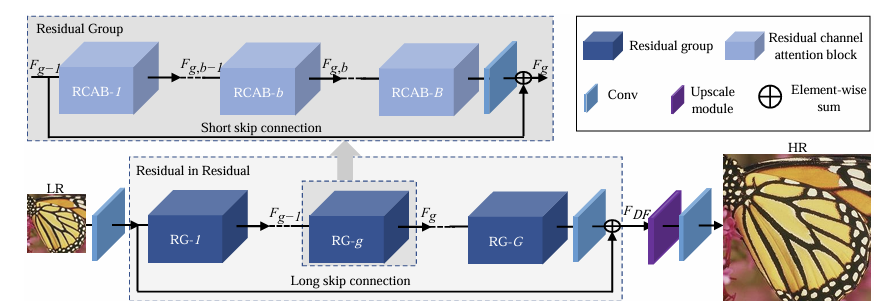 Residual Group
F_{g-1}
RCAB-1
F_{g,b-1}
RCAB-b
F_{g,b}
RCAB-B
F_g
Short skip connection
Residual group
Residual channel
attention block
Conv
Upscale
module
Element-wise
sum
LR
Residual in Residual
RG-1
F_{g-1}
RG-g
F_g
RG-G
F_{DF}
HR
Long skip connection